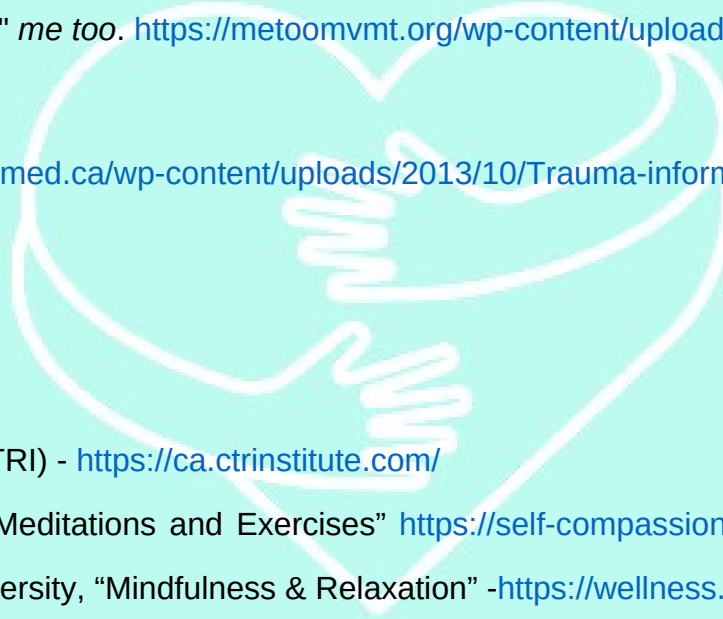 " me too. https://metoomvmt.org/wp-content/upload
med.ca/wp-content/uploads/2013/10/Trauma-inform
TRI) - https://ca.ctrinstitute.com/
Meditations and Exercises” https://self-compassion
ersity, “Mindfulness & Relaxation” -https://wellness.